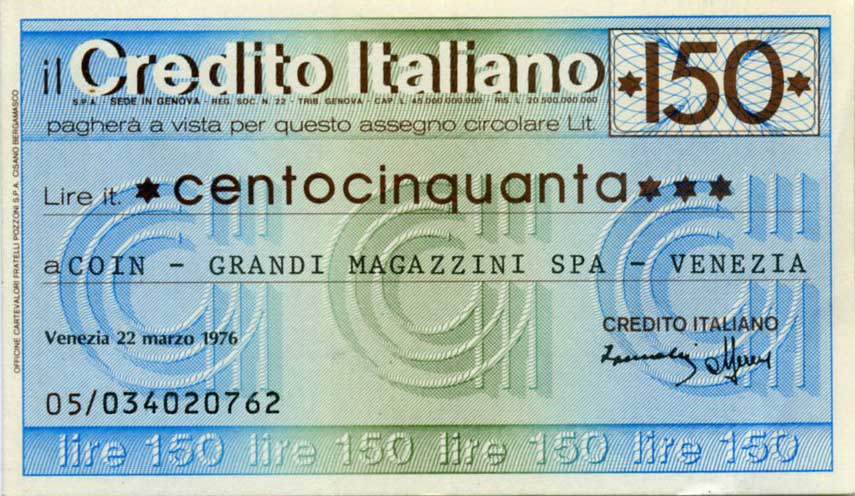 il Credito Italiano *150*
S.P.A. - SEDE IN GENOVA - REG. SOC. N. 22 - TRIB. GENOVA - CAP. L. 45.000.000.000 - RIS. L. 20.500.000.000
pagherà a vista per questo assegno circolare Lit.
Lire it. *centocinquanta***
a COIN - GRANDI MAGAZZINI SPA - VENEZIA
Venezia 22 marzo 1976
CREDITO ITALIANO
05/034020762
lire 150 lire 150 lire 150 lire 150
OFFICINE CARTEVALORI FRATELLI POZZONI S.P.A. CISANO BERGAMASCO